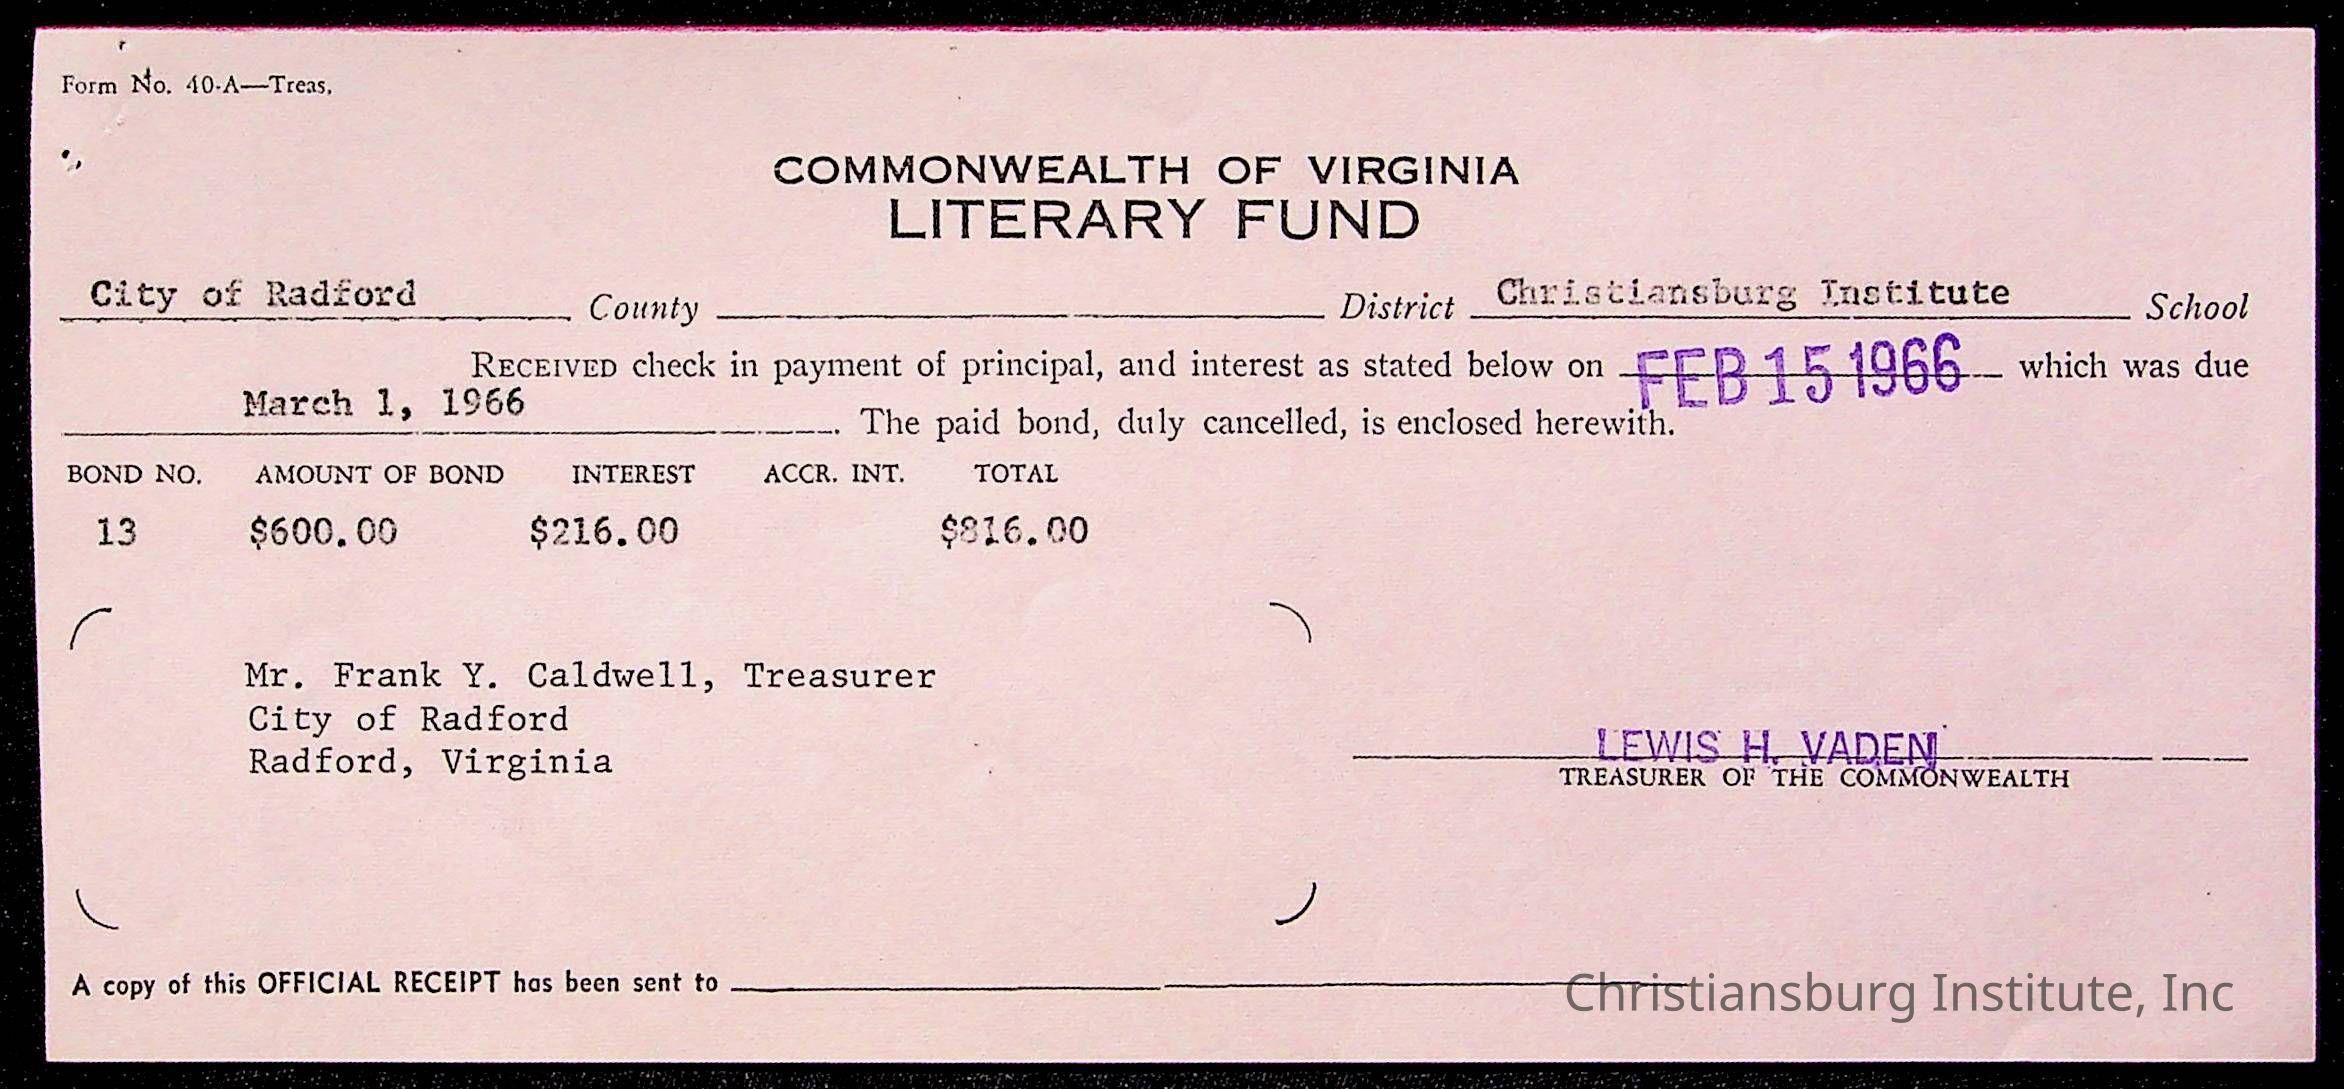 Form No. 40-A—Treas.
COMMONWEALTH OF VIRGINIA
LITERARY FUND
City of Radford County District Christiansburg Institute School
RECEIVED check in payment of principal, and interest as stated below on FEB 15 1966 which was due
March 1, 1966. The paid bond, duly cancelled, is enclosed herewith.
BOND NO. AMOUNT OF BOND INTEREST ACCR. INT. TOTAL
13 $600.00 $216.00 $816.00
Mr. Frank Y. Caldwell, Treasurer
City of Radford
Radford, Virginia
LEWIS H. VADEN
TREASURER OF THE COMMONWEALTH
A copy of this OFFICIAL RECEIPT has been sent to
Christiansburg Institute, Inc